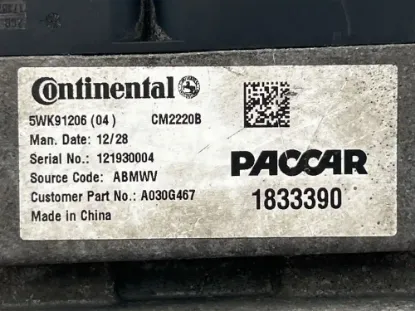 Continental
5WK91206 (04) CM2220B
Man. Date: 12/28
Serial No.: 121930004
Source Code: ABMWV
Customer Part No.: A030G467
Made in China
PACCAR
1833390